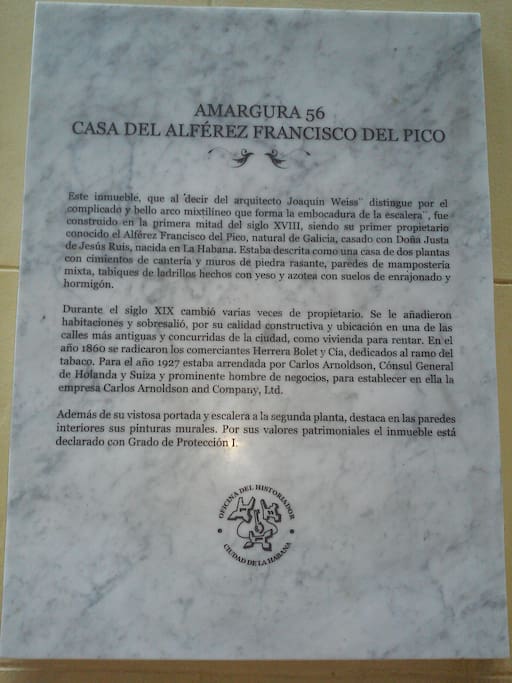 AMARGURA 56
CASA DEL ALFÉREZ FRANCISCO DEL PICO
Este inmueble, que al ¨decir del arquitecto Joaquín Weiss¨ distingue por el
complicado y bello arco mixtilíneo que forma la embocadura de la escalera¨, fue
construido en la primera mitad del siglo XVIII, siendo su primer propietario
conocido el Alférez Francisco del Pico, natural de Galicia, casado con Doña Justa
de Jesús Ruis, nacida en La Habana. Estaba descrita como una casa de dos plantas
con cimientos de cantería y muros de piedra rasante, paredes de mampostería
mixta, tabiques de ladrillos hechos con yeso y azotea con suelos de enrajonado y
hormigón.
Durante el siglo XIX cambió varias veces de propietario. Se le añadieron
habitaciones y sobresalió, por su calidad constructiva y ubicación en una de las
calles más antiguas y concurridas de la ciudad, como vivienda para rentar. En el
año 1860 se radicaron los comerciantes Herrera Bolet y Cía, dedicados al ramo del
tabaco. Para el año 1927 estaba arrendada por Carlos Arnoldson, Cónsul General
de Holanda y Suiza y prominente hombre de negocios, para establecer en ella la
empresa Carlos Arnoldson and Company, Ltd.
Además de su vistosa portada y escalera a la segunda planta, destaca en las paredes
interiores sus pinturas murales. Por sus valores patrimoniales el inmueble está
declarado con Grado de Protección I.
OFICINA DEL HISTORIADOR
CIUDAD DE LA HABANA